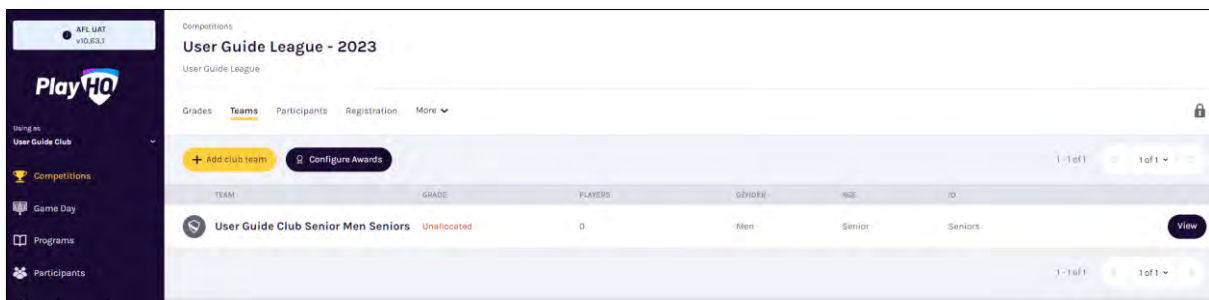 AFL UAT
v10.63.1
PlayHQ
Using as
User Guide Club
Competitions
Game Day
Programs
Participants
Competitions
User Guide League - 2023
User Guide League
Grades Teams Participants Registration More
+ Add club team Configure Awards 1 - 1 of 1 1 of 1
TEAM GRADE PLAYERS GENDER AGE ID
User Guide Club Senior Men Seniors Unallocated 0 Men Senior Seniors View
1 - 1 of 1 1 of 1